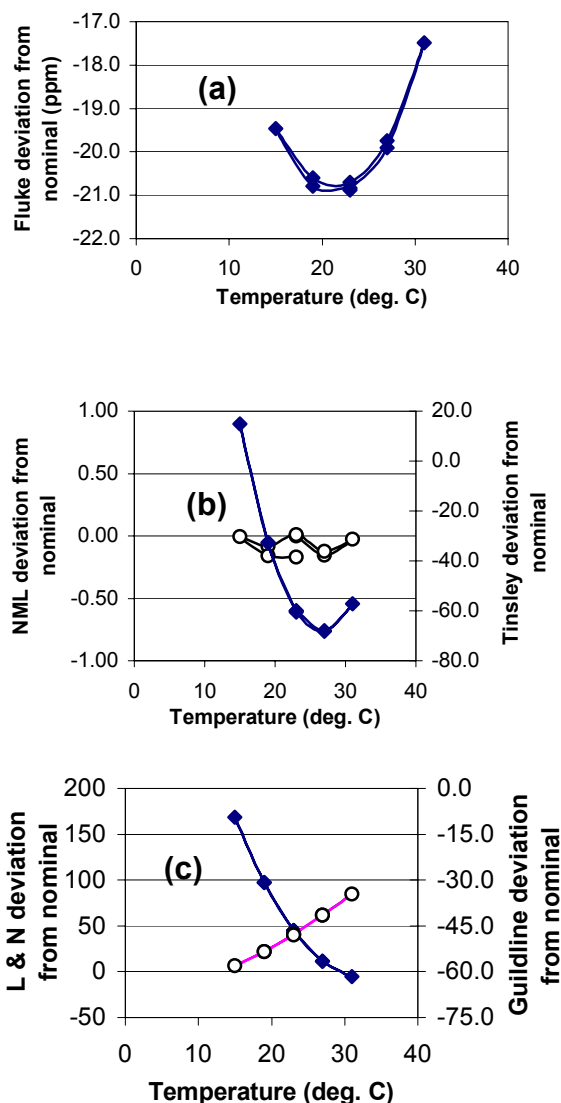 Fluke deviation from
nominal (ppm)
-17.0
-18.0
-19.0
-20.0
-21.0
-22.0
(a)
0
10
20
30
40
Temperature (deg. C)
NML deviation from
nominal
1.00
0.50
0.00
-0.50
-1.00
(b)
20.0
0.0
-20.0
-40.0
-60.0
-80.0
Tinsley deviation from
nominal
0
10
20
30
40
Temperature (deg. C)
L & N deviation
from nominal
200
150
100
50
0
-50
(c)
0.0
-15.0
-30.0
-45.0
-60.0
-75.0
Guildline deviation
from nominal
0
10
20
30
40
Temperature (deg. C)